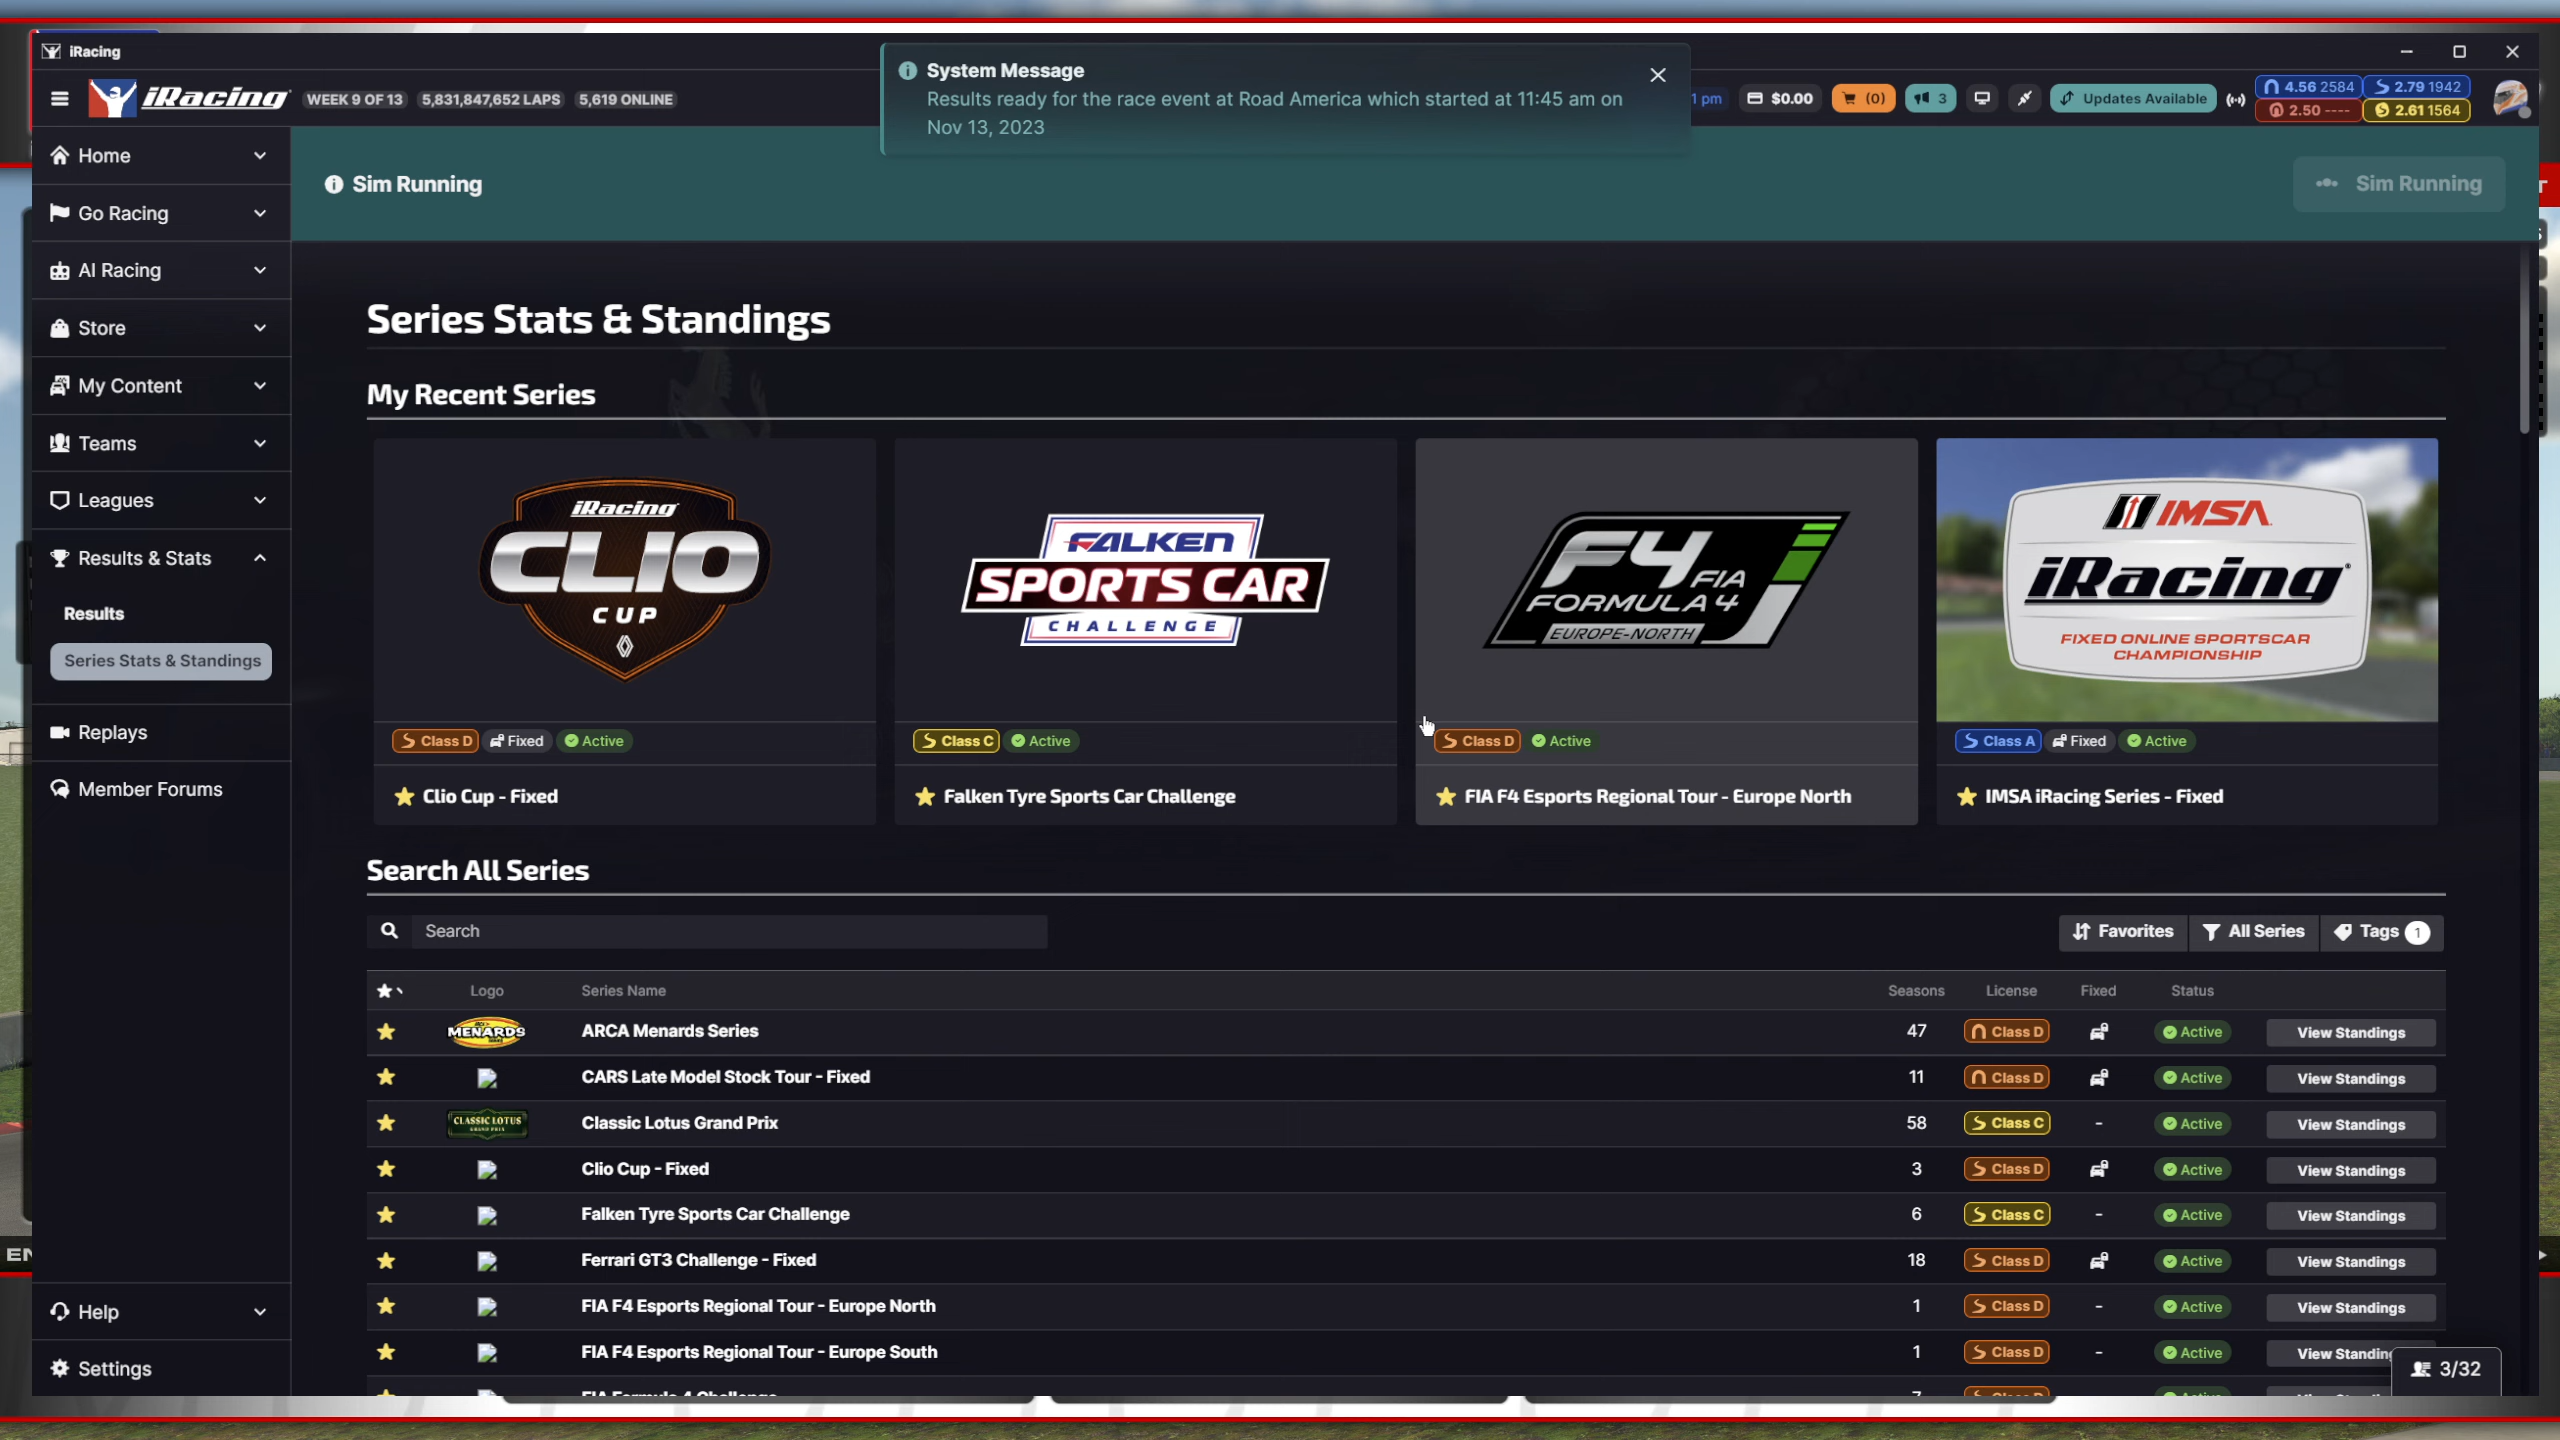 iRacing
iRacing
WEEK 9 OF 13
5,831,847,652 LAPS
5,619 ONLINE
System Message
Results ready for the race event at Road America which started at 11:45 am on
Nov 13, 2023
1 pm
$0.00
(0)
3
Updates Available
4.56 2584
2.79 1942
2.50 ----
2.61 1564
Home
Go Racing
AI Racing
Store
My Content
Teams
Leagues
Results & Stats
Results
Series Stats & Standings
Replays
Member Forums
Help
Settings
Sim Running
Sim Running
Series Stats & Standings
My Recent Series
iRacing
CLIO
CUP
Class D Fixed Active
Clio Cup - Fixed
FALKEN
SPORTS CAR
CHALLENGE
Class C Active
Falken Tyre Sports Car Challenge
F4 FIA
FORMULA 4
EUROPE-NORTH
Class D Active
FIA F4 Esports Regional Tour - Europe North
IMSA
iRacing
FIXED ONLINE SPORTSCAR
CHAMPIONSHIP
Class A Fixed Active
IMSA iRacing Series - Fixed
Search All Series
Search
Favorites
All Series
Tags 1
Logo Series Name Seasons License Fixed Status
MENARDS ARCA Menards Series 47 Class D Active View Standings
CARS Late Model Stock Tour - Fixed 11 Class D Active View Standings
CLASSIC LOTUS GRAND PRIX Classic Lotus Grand Prix 58 Class C - Active View Standings
Clio Cup - Fixed 3 Class D Active View Standings
Falken Tyre Sports Car Challenge 6 Class C - Active View Standings
Ferrari GT3 Challenge - Fixed 18 Class D Active View Standings
FIA F4 Esports Regional Tour - Europe North 1 Class D - Active View Standings
FIA F4 Esports Regional Tour - Europe South 1 Class D - Active View Standing
3/32
EN